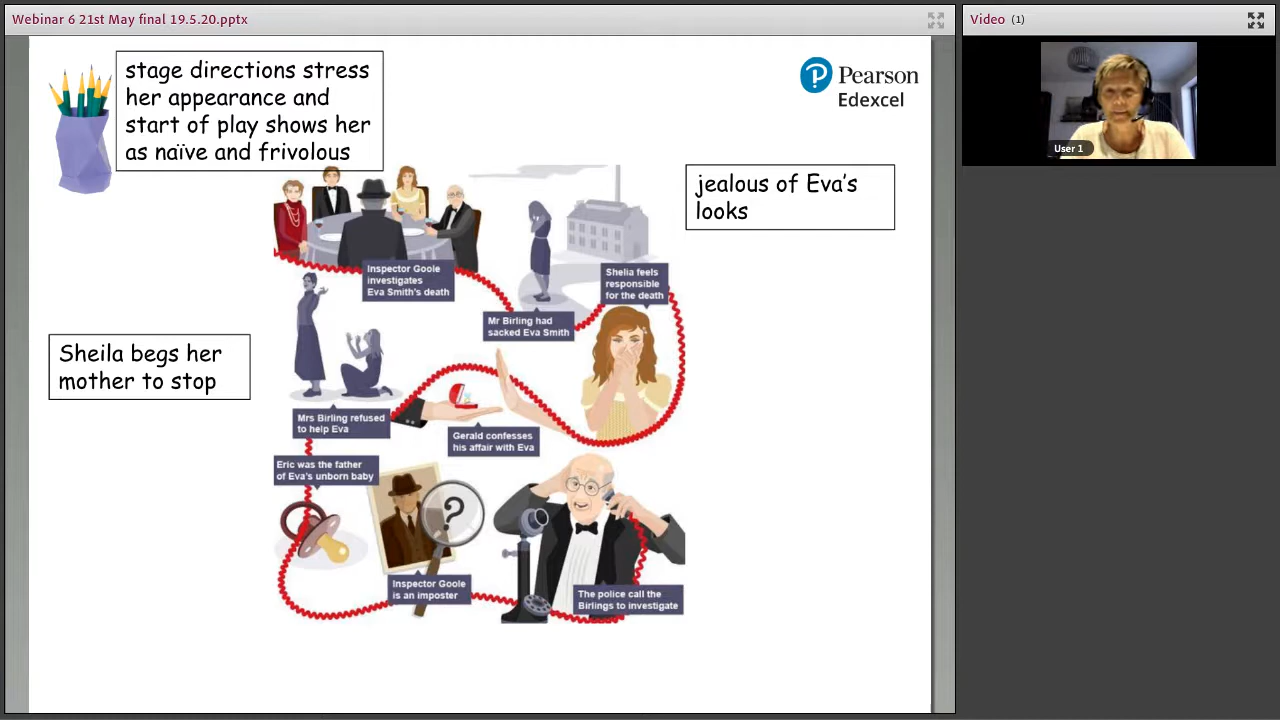 Webinar 6 21st May final 19.5.20.pptx
Video (1)
User 1
stage directions stress
her appearance and
start of play shows her
as naïve and frivolous
Pearson
Edexcel
jealous of Eva's
looks
Inspector Goole
investigates
Eva Smith's death
Shelia feels
responsible
for the death
Mr Birling had
sacked Eva Smith
Sheila begs her
mother to stop
Mrs Birling refused
to help Eva
Gerald confesses
his affair with Eva
Eric was the father
of Eva's unborn baby
?
Inspector Goole
is an imposter
The police call the
Birlings to investigate